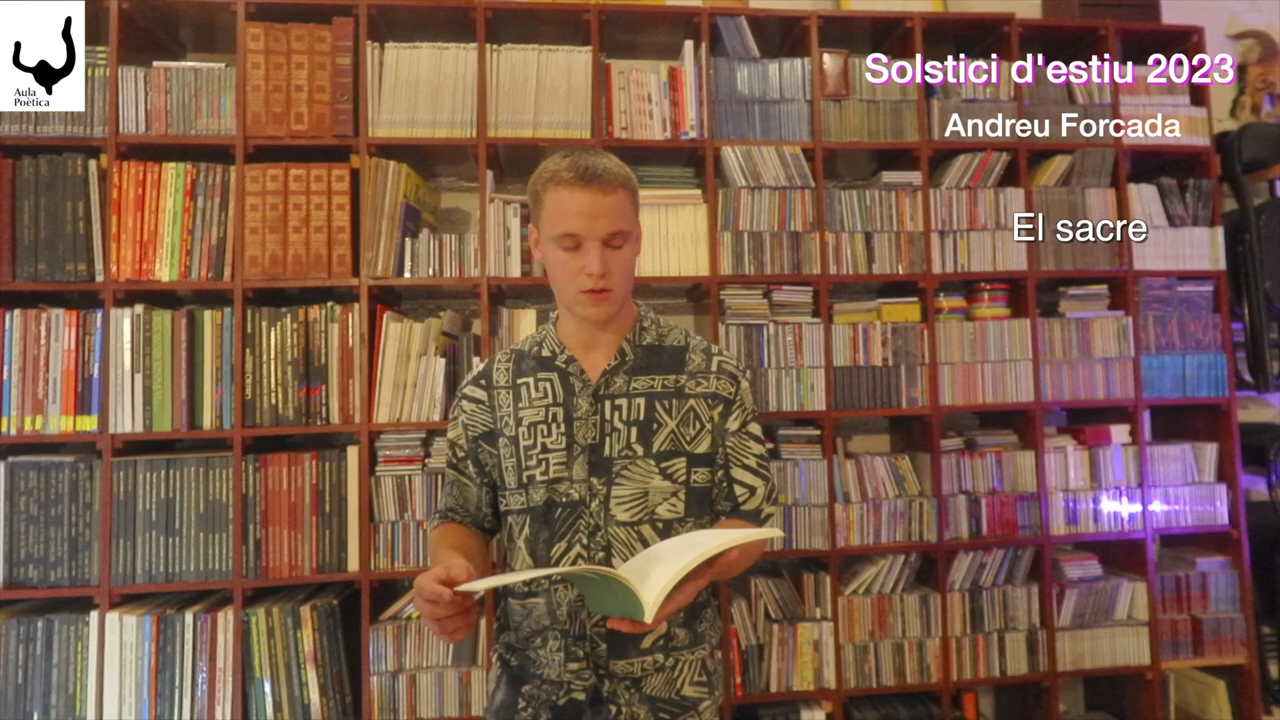 Aula
Poètica
Solstici d'estiu 2023
Andreu Forcada
El sacre